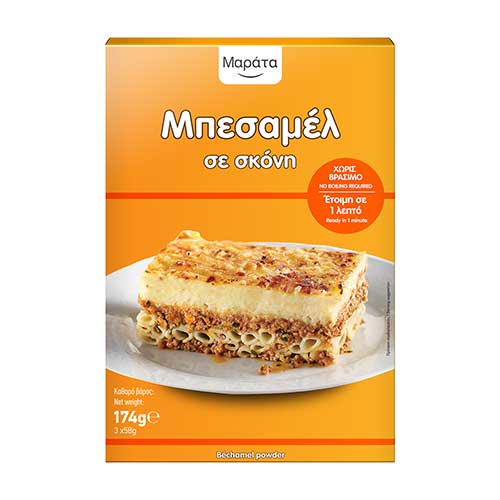 Μαράτα
Μπεσαμέλ
σε σκόνη
ΧΩΡΙΣ
ΒΡΑΣΙΜΟ
NO BOILING REQUIRED
Έτοιμη σε
1 λεπτό
Ready in 1 minute
Καθαρό βάρος:
Net weight:
174g℮
3 x58g
Béchamel powder